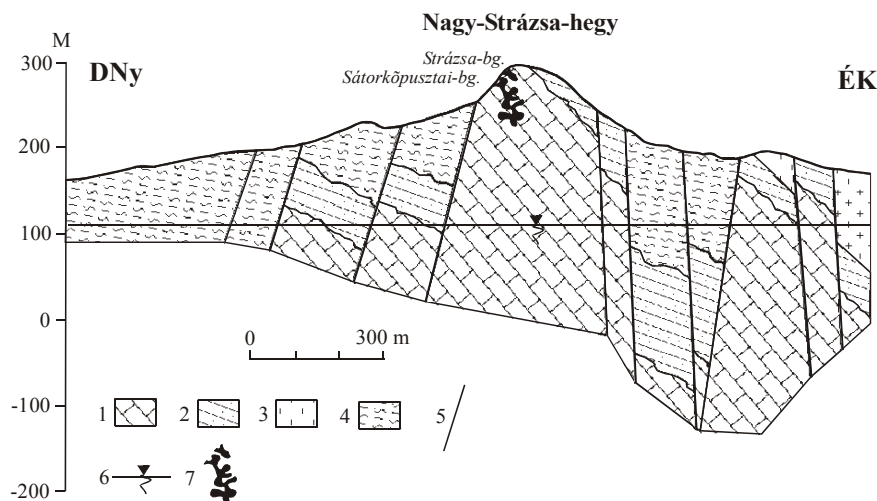 Nagy-Strázsa-hegy
M
300
DNy
Strázsa-bg.
Sátorkõpusztai-bg.
ÉK
200
100
0
0 300 m
-100
1 2 3 4 5
6 7
-200